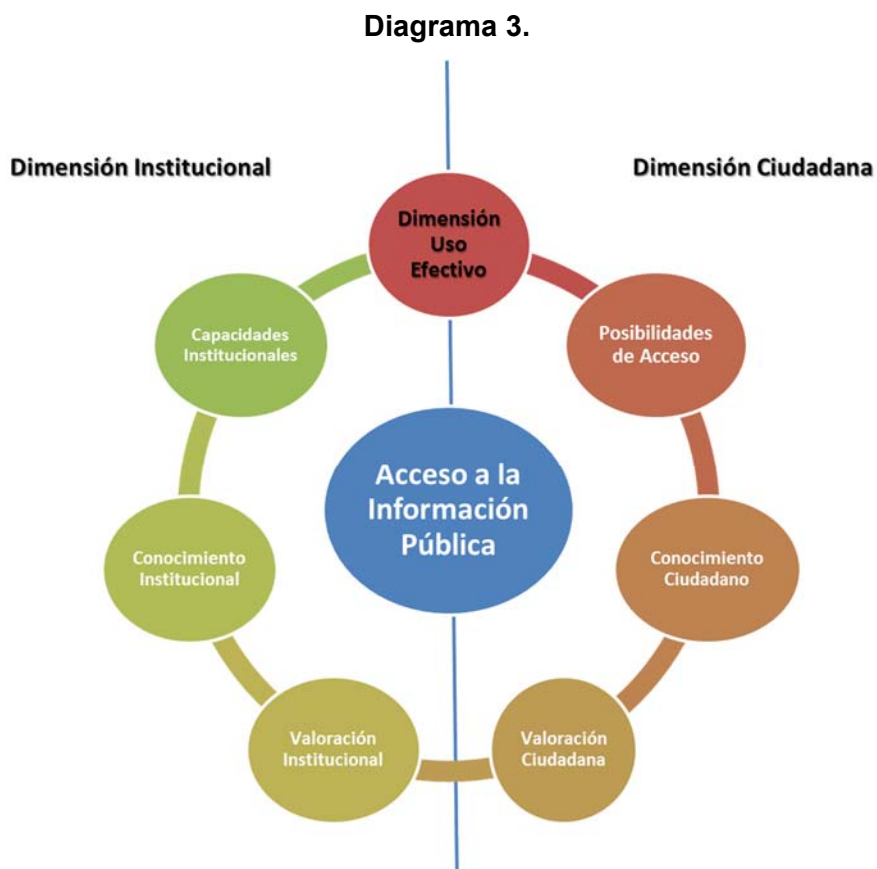 Diagrama 3.
Dimensión Institucional
Dimensión Ciudadana
Dimensión
Uso
Efectivo
Capacidades
Institucionales
Posibilidades
de Acceso
Acceso a la
Información
Pública
Conocimiento
Institucional
Conocimiento
Ciudadano
Valoración
Institucional
Valoración
Ciudadana